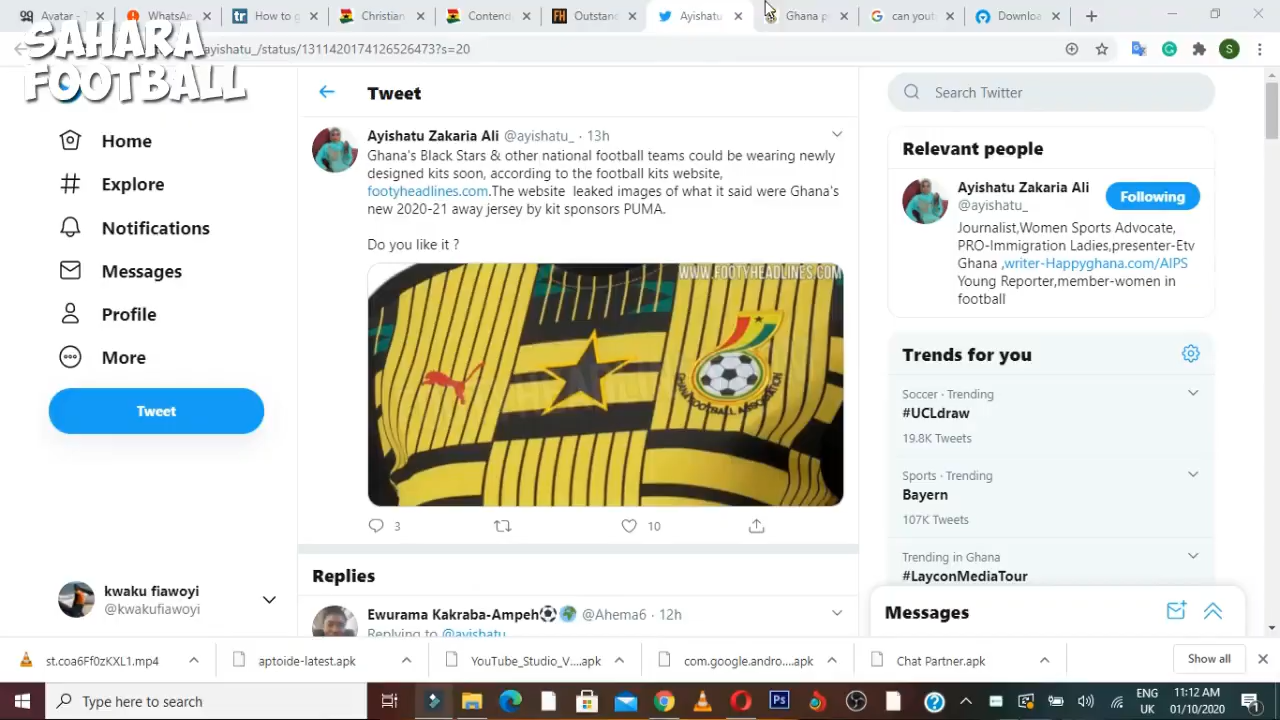 Avatar -
WhatsA
How to g
Christian
Contende
Outstand
Ayishatu
Ghana p
can yout
Downloa
SAHARA
FOOTBALL
ayishatu_/status/1311420174126526473?s=20
S
Home
Explore
Notifications
Messages
Profile
More
Tweet
kwaku fiawoyi
@kwakufiawoyi
Tweet
Ayishatu Zakaria Ali @ayishatu_ · 13h
Ghana's Black Stars & other national football teams could be wearing newly
designed kits soon, according to the football kits website,
footyheadlines.com.The website leaked images of what it said were Ghana's
new 2020-21 away jersey by kit sponsors PUMA.
Do you like it ?
WWW.FOOTYHEADLINES.COM
GHANA FOOTBALL ASSOCIATION
3
10
Replies
Ewurama Kakraba-Ampeh⚽🌍 @Ahema6 · 12h
Replying to @ayishatu_
Search Twitter
Relevant people
Ayishatu Zakaria Ali
@ayishatu_
Following
Journalist,Women Sports Advocate,
PRO-Immigration Ladies,presenter-Etv
Ghana ,writer-Happyghana.com/AIPS
Young Reporter,member-women in
football
Trends for you
Soccer · Trending
#UCLdraw
19.8K Tweets
Sports · Trending
Bayern
107K Tweets
Trending in Ghana
#LayconMediaTour
Messages
st.coa6Ff0zKXL1.mp4
aptoide-latest.apk
YouTube_Studio_V....apk
com.google.andro....apk
Chat Partner.apk
Show all
Type here to search
ENG
UK
11:12 AM
01/10/2020
1